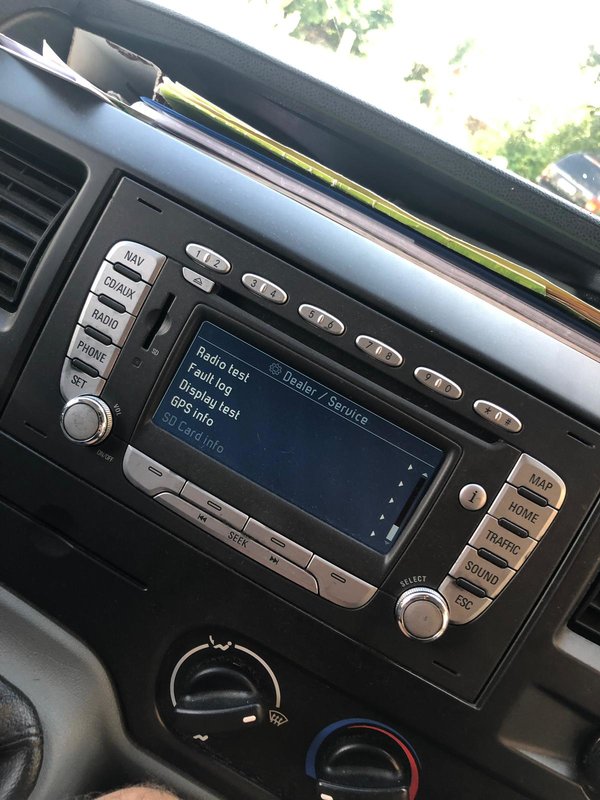 1 2
3 4
5 6
7 8
9 0
* #
NAV
CD/AUX
RADIO
PHONE
SET
VOL
ON/OFF
Dealer / Service
Radio test
Fault log
Display test
GPS info
SD Card info
SEEK
i
MAP
HOME
TRAFFIC
SOUND
ESC
SELECT